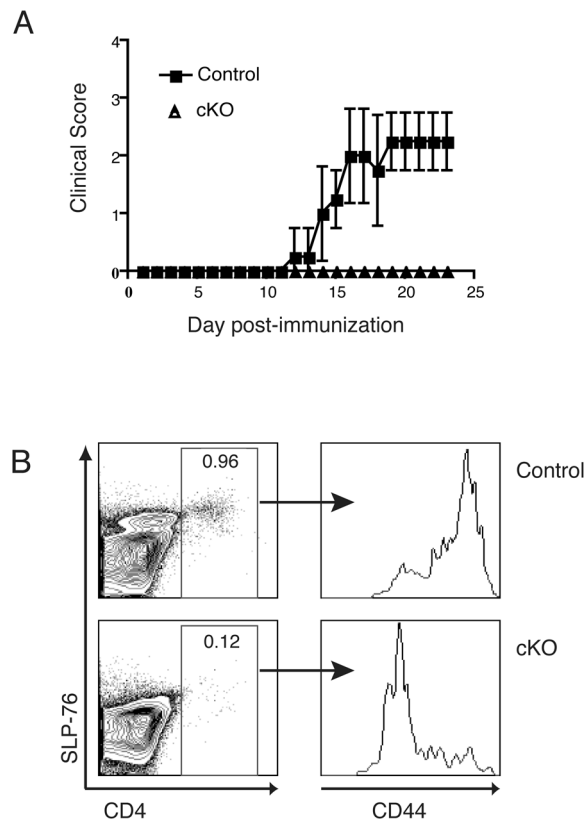 A
4
3
2
1
0
Clinical Score
Control
cKO
0 5 10 15 20 25
Day post-immunization
B
0.96
Control
0.12
cKO
SLP-76
CD4
CD44